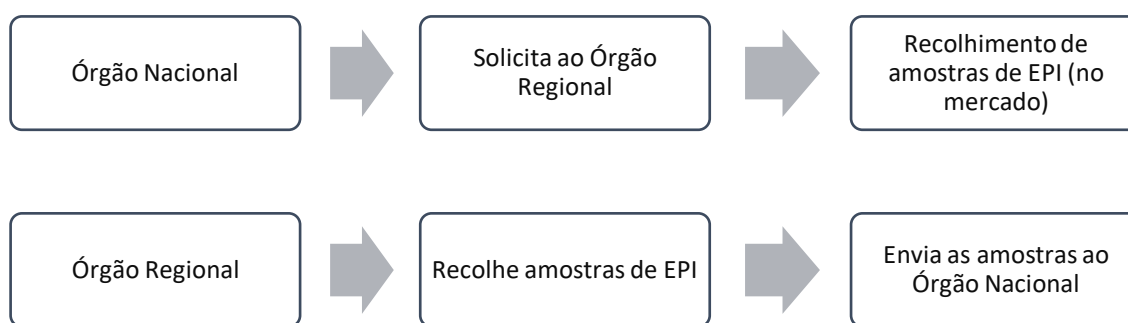 Órgão Nacional
Solicita ao Órgão
Regional
Recolhimento de
amostras de EPI (no
mercado)
Órgão Regional
Recolhe amostras de EPI
Envia as amostras ao
Órgão Nacional